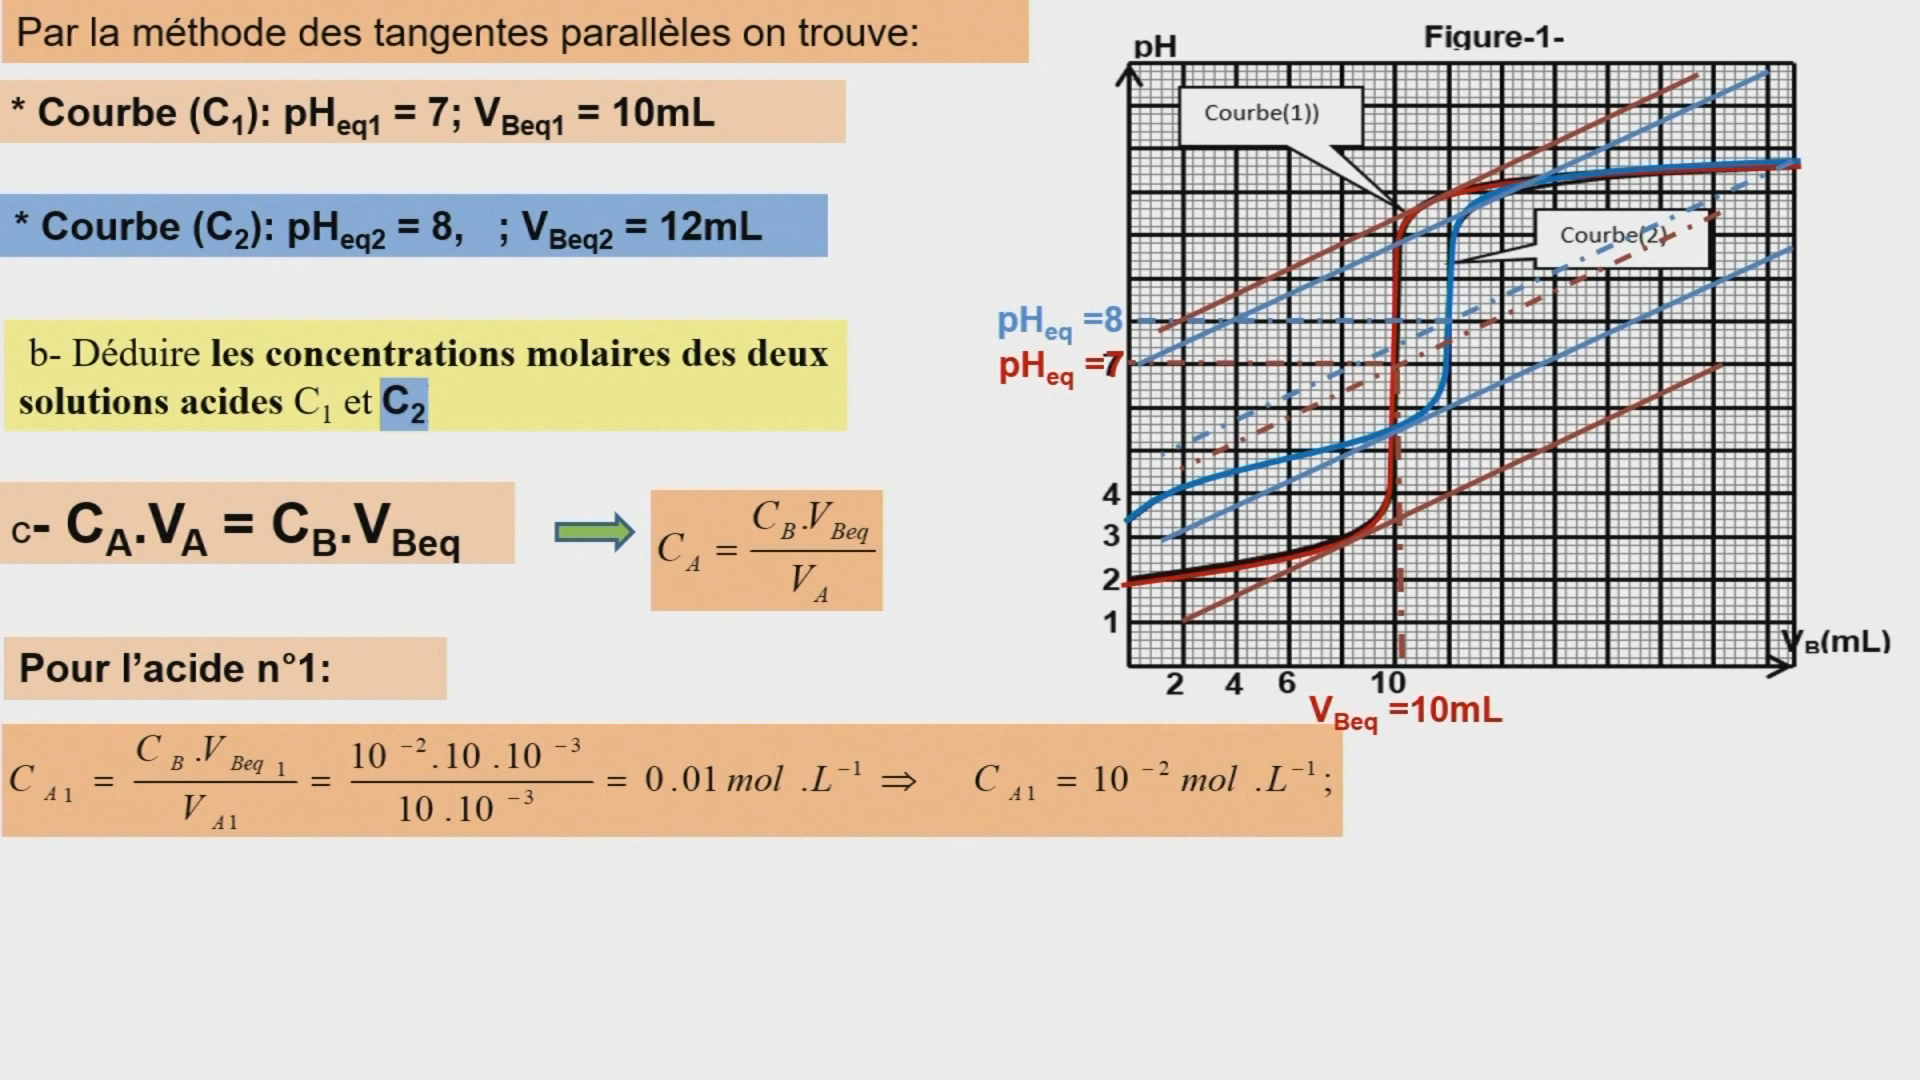 Par la méthode des tangentes parallèles on trouve:
* Courbe (C₁): pHeq1 = 7; VBeq1 = 10mL
* Courbe (C₂): pHeq2 = 8, ; VBeq2 = 12mL
b- Déduire les concentrations molaires des deux
solutions acides C₁ et C₂
c- CA.VA = CB.VBeq
CA = CB.VBeq / VA
Pour l'acide n°1:
CA1 = CB.VBeq 1 / VA1 = 10⁻².10.10⁻³ / 10.10⁻³ = 0.01 mol.L⁻¹ ⇒ CA1 = 10⁻² mol.L⁻¹;
Figure-1-
pH
Courbe(1))
Courbe(2)
pHeq =8
pHeq =7
4
3
2
1
VB(mL)
2 4 6 10
VBeq =10mL